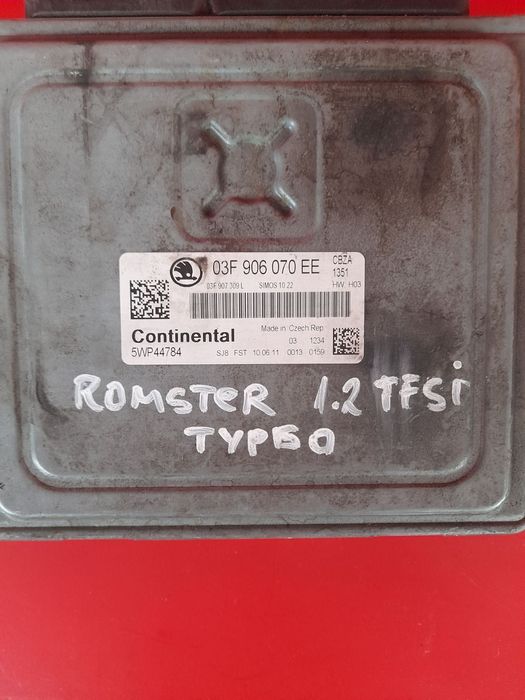 03F 906 070 EE
CBZA
1351
03F 907 309 L SIMOS 10.22
HW: H03
Continental
Made in Czech Rep
03 1234
5WP44784
SJ8 FST 10.06.11 0013 0159
ROMSTER 1.2 TFSi
ТУРБО